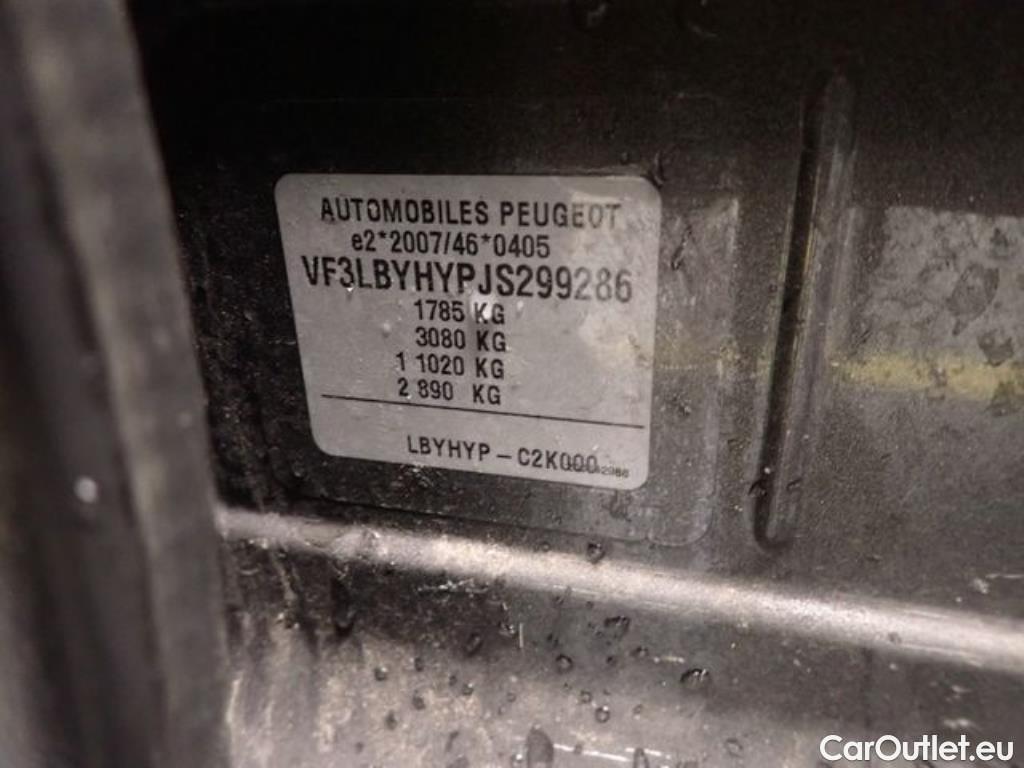 AUTOMOBILES PEUGEOT
e2*2007/46*0405
VF3LBYHYPJS299286
1785 KG
3080 KG
1 1020 KG
2 890 KG
LBYHYP - C2K000
CarOutlet.eu